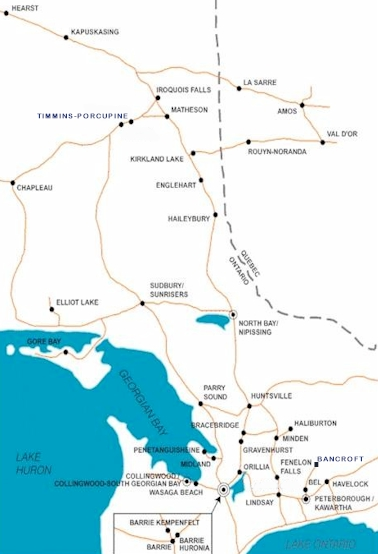 HEARST
KAPUSKASING
LA SARRE
IROQUOIS FALLS
MATHESON
AMOS
TIMMINS-PORCUPINE
VAL D'OR
ROUYN-NORANDA
KIRKLAND LAKE
CHAPLEAU
ENGLEHART
HAILEYBURY
QUEBEC
ONTARIO
SUDBURY/
SUNRISERS
ELLIOT LAKE
NORTH BAY/
NIPISSING
GORE BAY
GEORGIAN BAY
PARRY
SOUND
HUNTSVILLE
BRACEBRIDGE
HALIBURTON
MINDEN
GRAVENHURST
PENETANGUISHENE
MIDLAND
LAKE
HURON
ORILLIA
FENELON
FALLS
BANCROFT
COLLINGWOOD/
COLLINGWOOD-SOUTH GEORGIAN BAY
WASAGA BEACH
BEL
HAVELOCK
LINDSAY
PETERBOROUGH /
KAWARTHA
BARRIE KEMPENFELT
BARRIE
HURONIA
BARRIE
LAKE ONTARIO